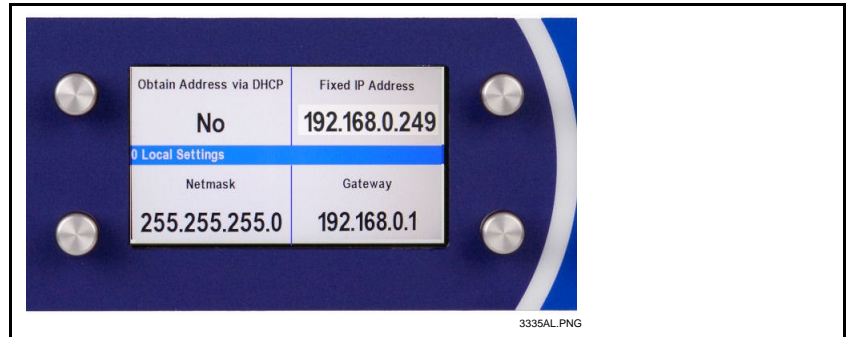 Obtain Address via DHCP
Fixed IP Address
No
192.168.0.249
0 Local Settings
Netmask
Gateway
255.255.255.0
192.168.0.1
3335AL.PNG